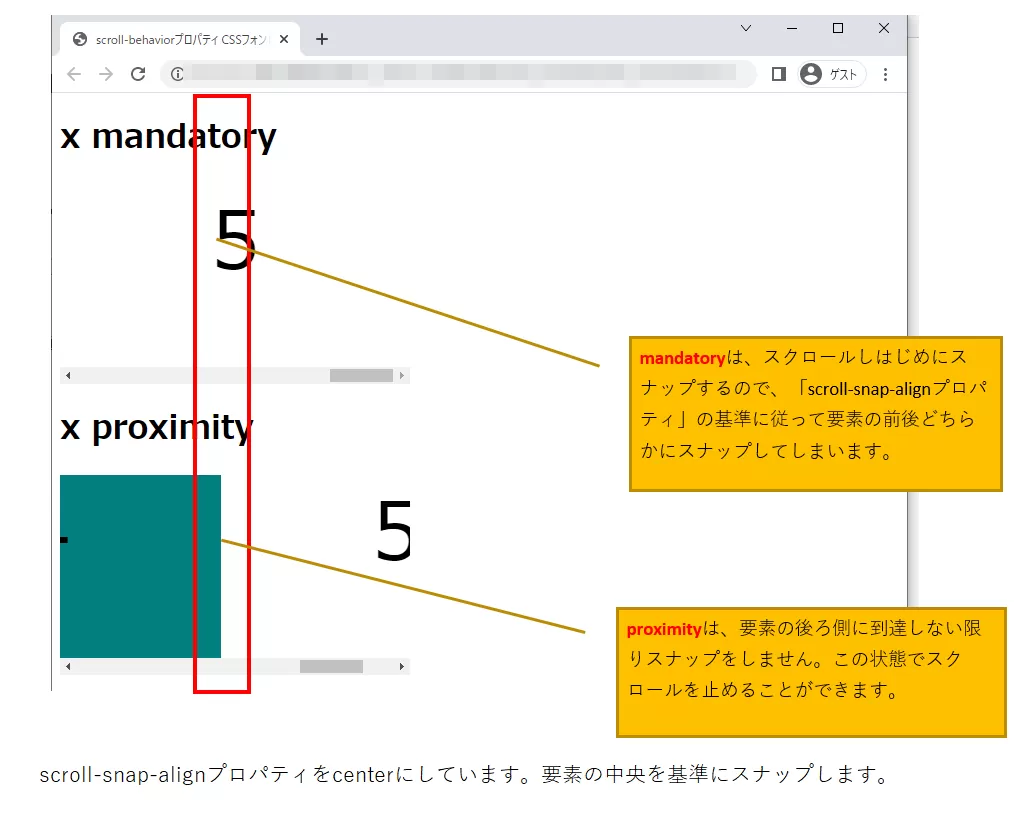 scroll-behaviorプロパティ CSSフォン
ゲスト
x mandatory
5
mandatoryは、スクロールしはじめにス
ナップするので、「scroll-snap-alignプロパ
ティ」の基準に従って要素の前後どちら
かにスナップしてしまいます。
x proximity
5
proximityは、要素の後ろ側に到達しない限
りスナップをしません。この状態でスク
ロールを止めることができます。
scroll-snap-alignプロパティをcenterにしています。要素の中央を基準にスナップします。